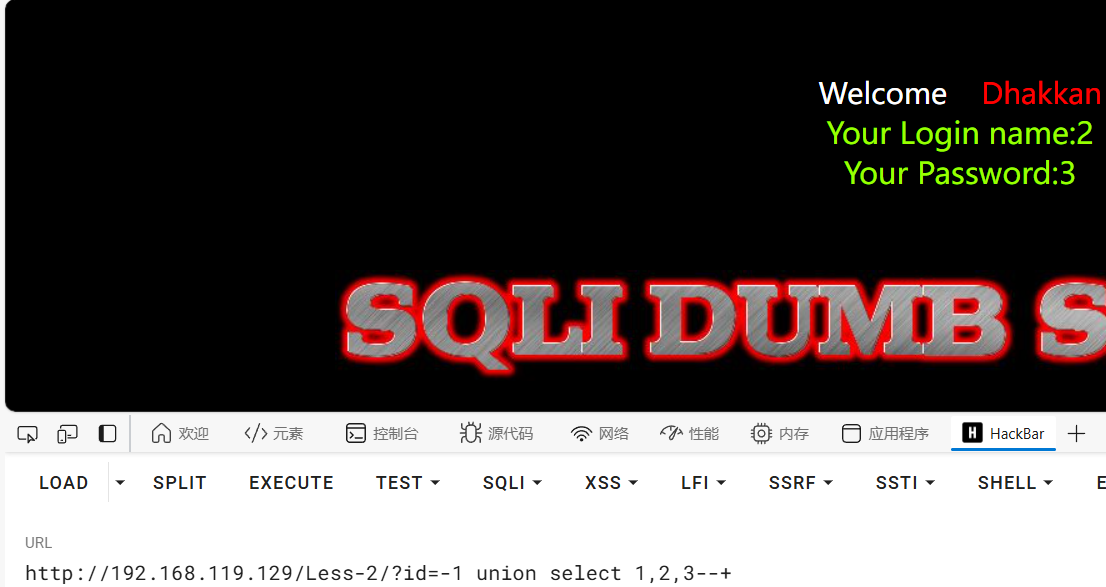 Welcome Dhakkan
Your Login name:2
Your Password:3
SQLI DUMB S
欢迎 </> 元素 控制台 源代码 网络 性能 内存 应用程序 H HackBar
LOAD SPLIT EXECUTE TEST SQLI XSS LFI SSRF SSTI SHELL E
URL
http://192.168.119.129/Less-2/?id=-1 union select 1,2,3--+